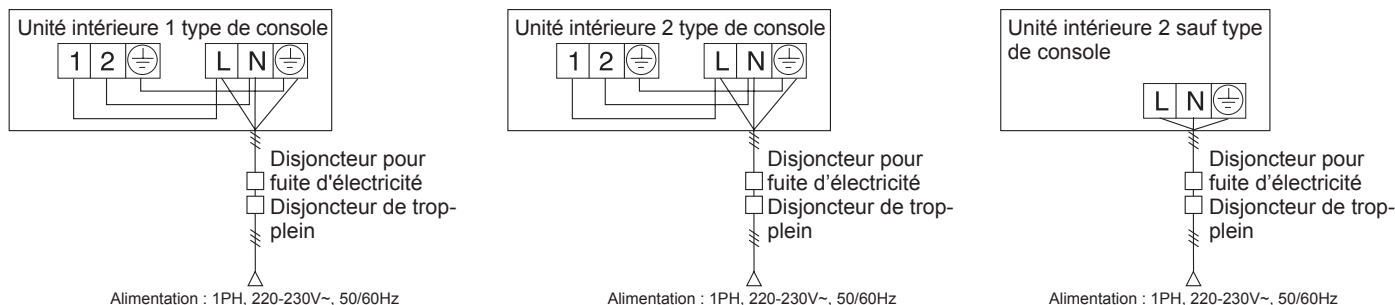 Unité intérieure 1 type de console
1 2 L N
Disjoncteur pour
fuite d'électricité
Disjoncteur de trop-
plein
Alimentation : 1PH, 220-230V~, 50/60Hz
Unité intérieure 2 type de console
1 2 L N
Disjoncteur pour
fuite d’électricité
Disjoncteur de trop-
plein
Alimentation : 1PH, 220-230V~, 50/60Hz
Unité intérieure 2 sauf type
de console
L N
Disjoncteur pour
fuite d’électricité
Disjoncteur de trop-
plein
Alimentation : 1PH, 220-230V~, 50/60Hz